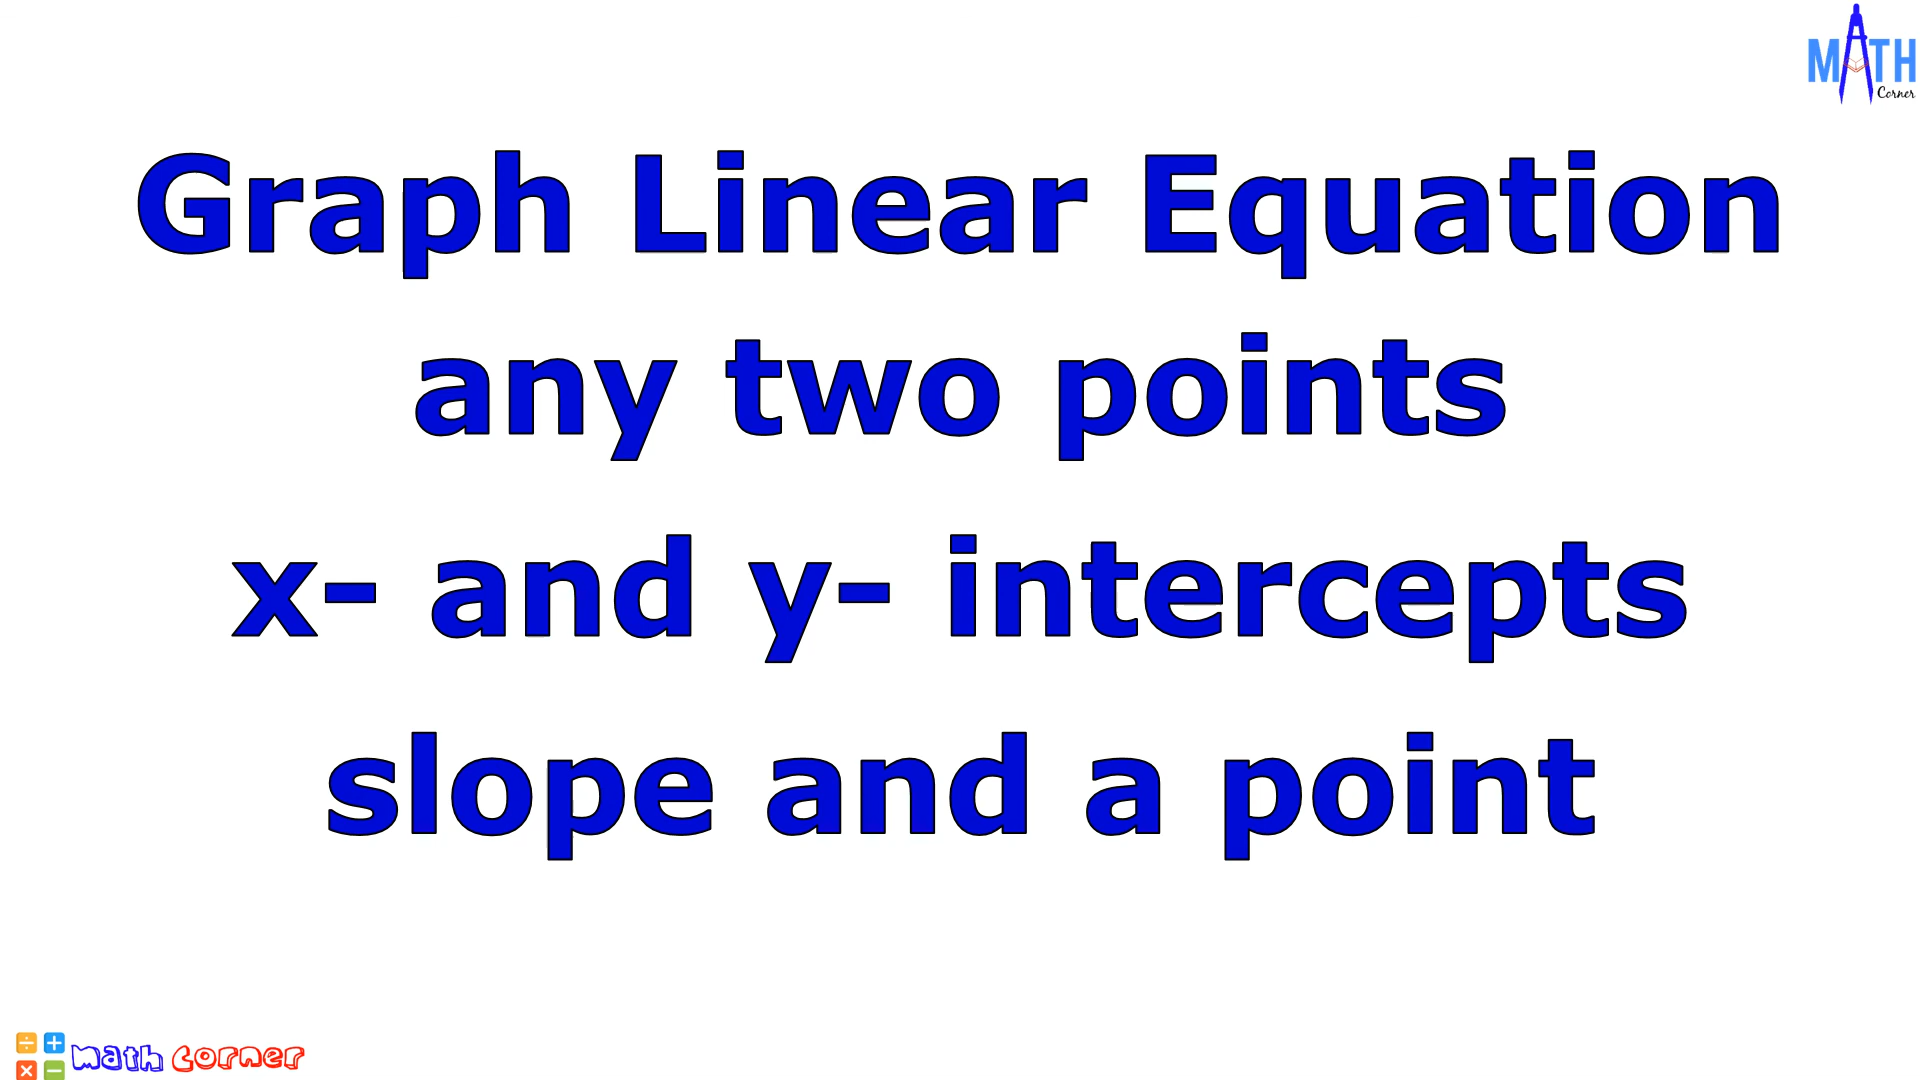 MATH
Corner
Graph Linear Equation
any two points
x- and y- intercepts
slope and a point
math corner